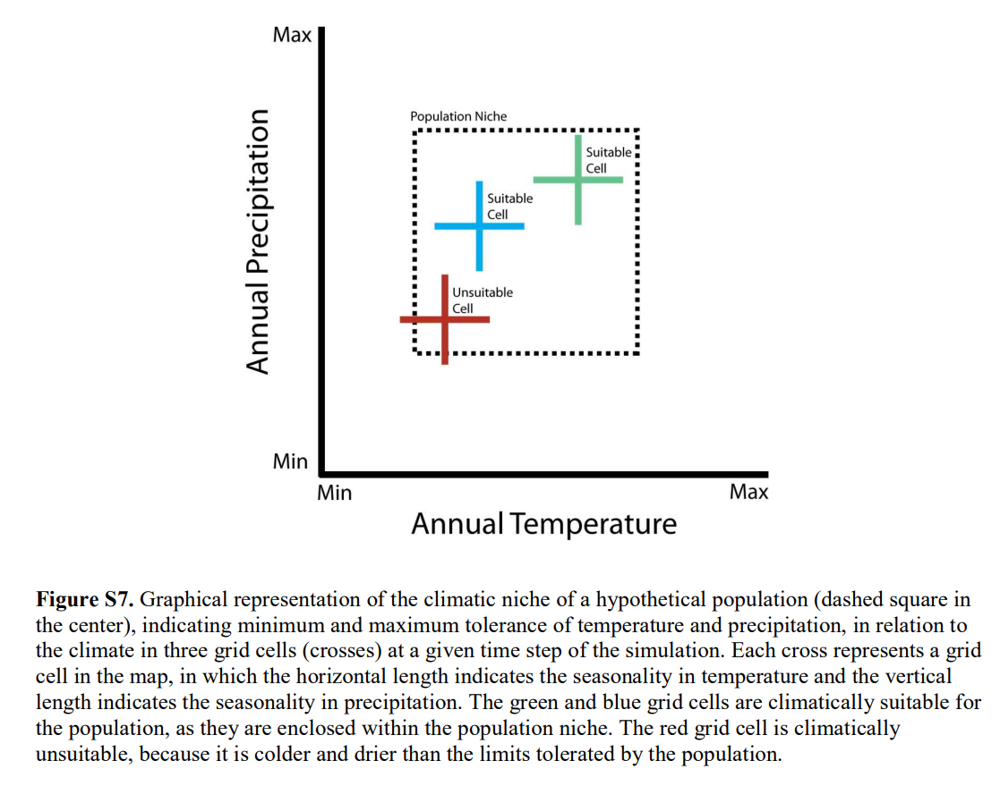 Max
Annual Precipitation
Population Niche
Suitable
Cell
Suitable
Cell
Unsuitable
Cell
Min
Min
Max
Annual Temperature
Figure S7. Graphical representation of the climatic niche of a hypothetical population (dashed square in
the center), indicating minimum and maximum tolerance of temperature and precipitation, in relation to
the climate in three grid cells (crosses) at a given time step of the simulation. Each cross represents a grid
cell in the map, in which the horizontal length indicates the seasonality in temperature and the vertical
length indicates the seasonality in precipitation. The green and blue grid cells are climatically suitable for
the population, as they are enclosed within the population niche. The red grid cell is climatically
unsuitable, because it is colder and drier than the limits tolerated by the population.